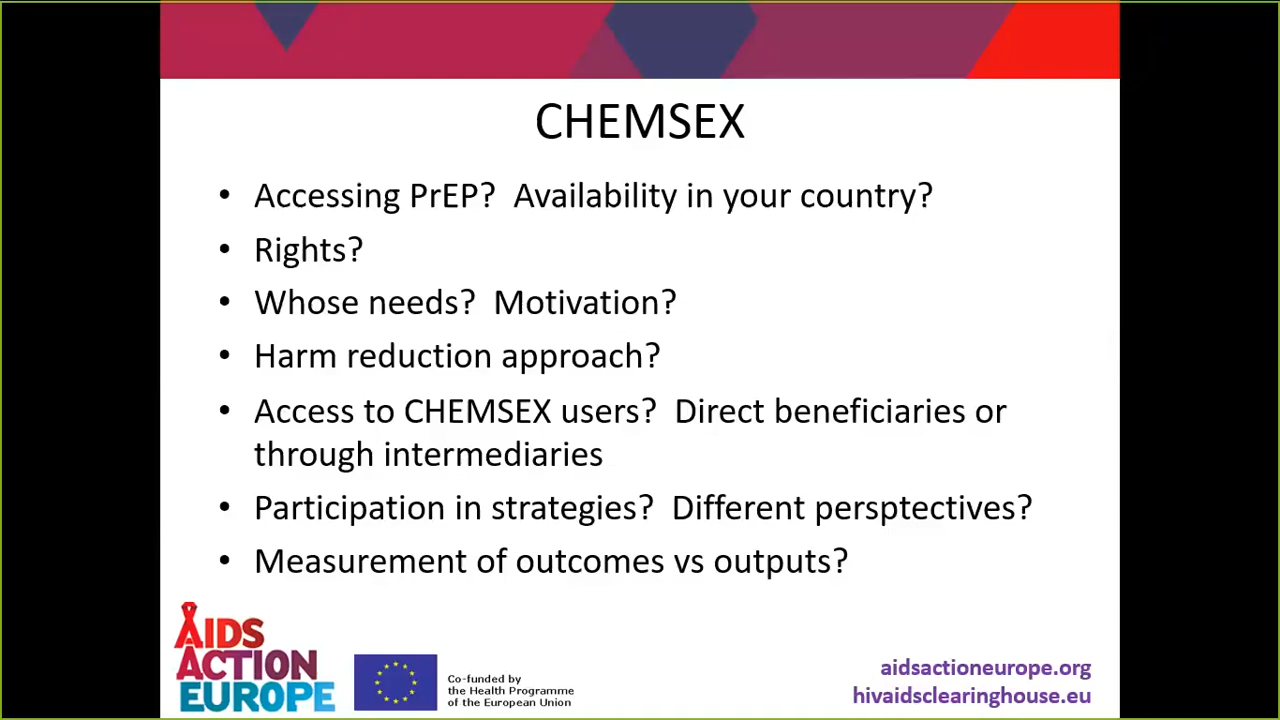 CHEMSEX
• Accessing PrEP?  Availability in your country?
• Rights?
• Whose needs?  Motivation?
• Harm reduction approach?
• Access to CHEMSEX users?  Direct beneficiaries or
through intermediaries
• Participation in strategies?  Different persptectives?
• Measurement of outcomes vs outputs?
AIDS
ACTION
EUROPE
Co-funded by
the Health Programme
of the European Union
aidsactioneurope.org
hivaidsclearinghouse.eu